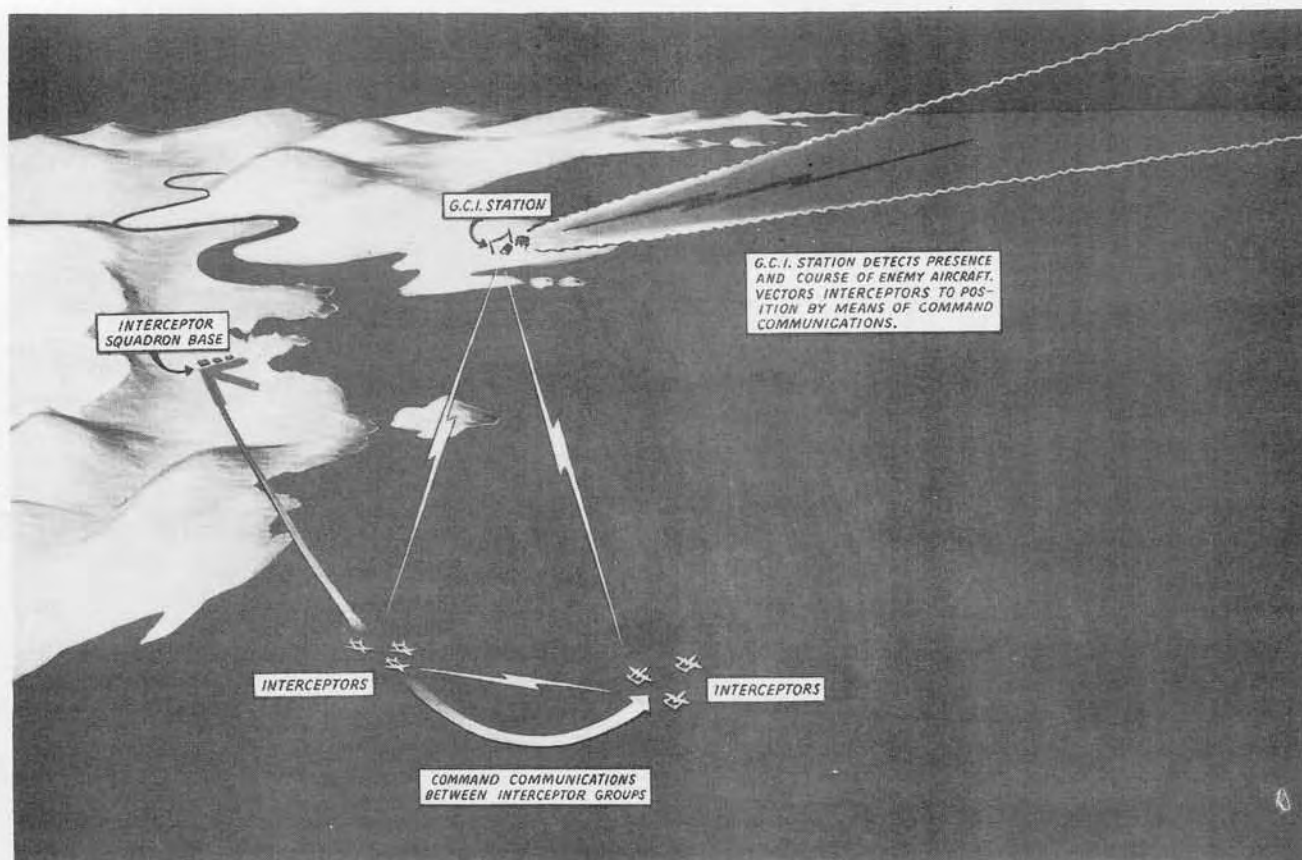 G.C.I. STATION
G.C.I. STATION DETECTS PRESENCE
AND COURSE OF ENEMY AIRCRAFT.
VECTORS INTERCEPTORS TO POS-
ITION BY MEANS OF COMMAND
COMMUNICATIONS.
INTERCEPTOR
SQUADRON BASE
INTERCEPTORS
INTERCEPTORS
COMMAND COMMUNICATIONS
BETWEEN INTERCEPTOR GROUPS